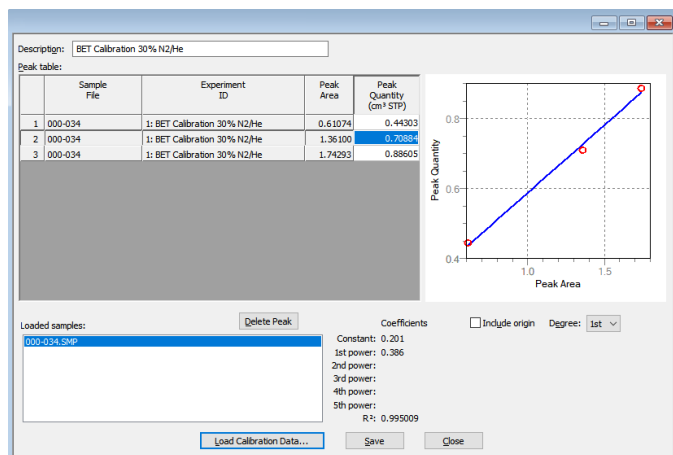 Description: BET Calibration 30% N2/He
Peak table:
Sample File Experiment ID Peak Area Peak Quantity (cm³ STP)
1 000-034 1: BET Calibration 30% N2/He 0.61074 0.44303
2 000-034 1: BET Calibration 30% N2/He 1.36100 0.70884
3 000-034 1: BET Calibration 30% N2/He 1.74293 0.88605
Peak Quantity
0.8
0.6
0.4
1.0 1.5
Peak Area
Loaded samples: Delete Peak
000-034.SMP
Coefficients Include origin Degree: 1st
Constant: 0.201
1st power: 0.386
2nd power:
3rd power:
4th power:
5th power:
R²: 0.995009
Load Calibration Data... Save Close